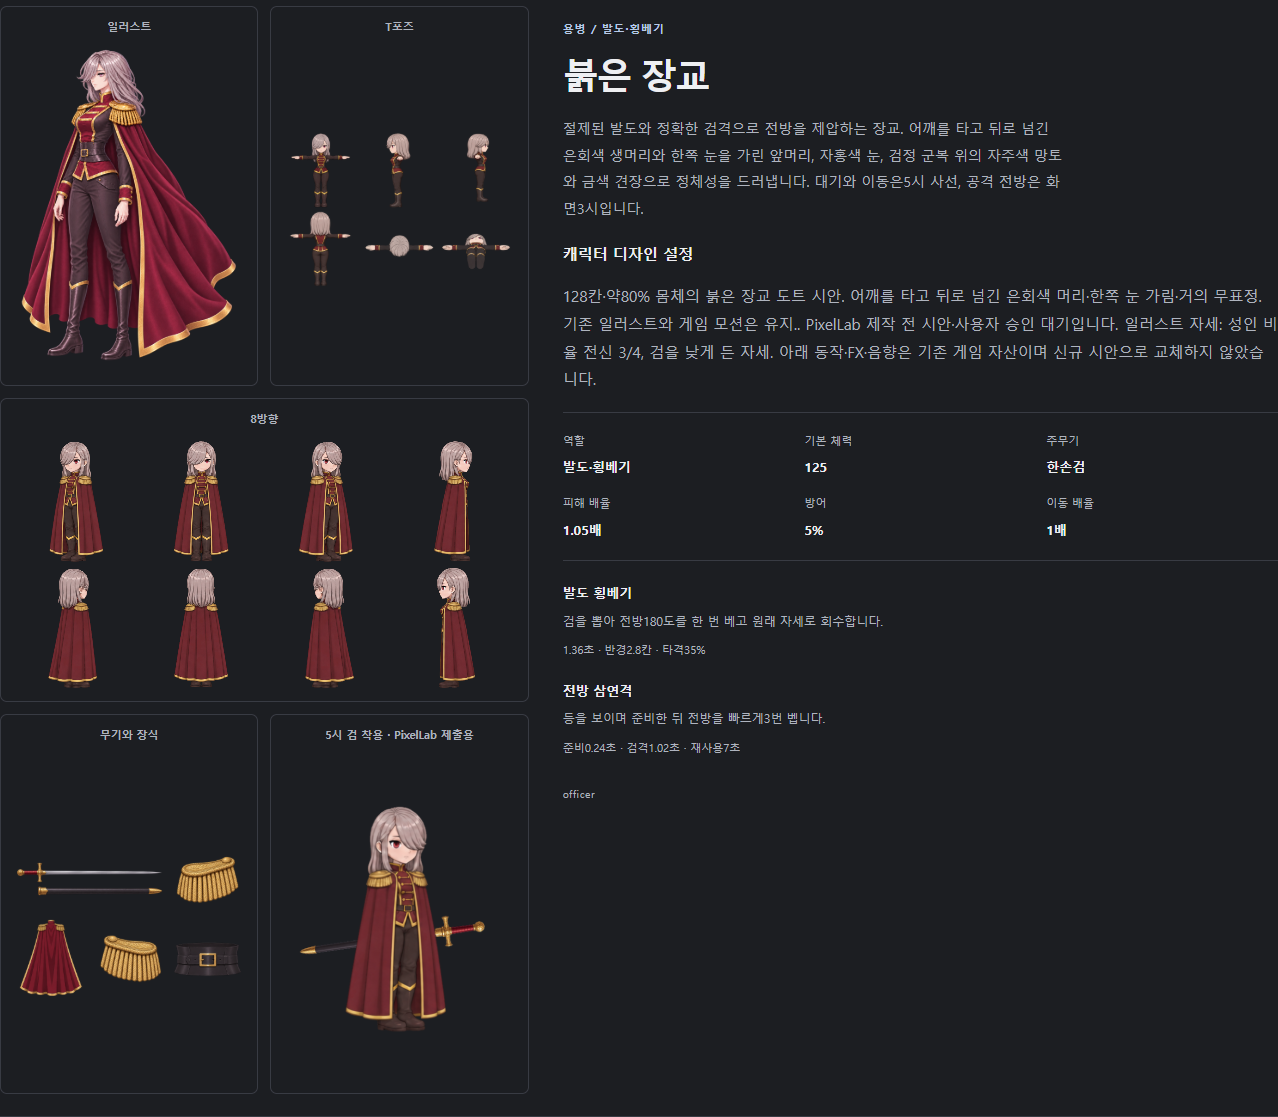 일러스트
T포즈
8방향
무기와 장식
5시 검 착용 · PixelLab 제출용
용병 / 발도·횡베기
붉은 장교
절제된 발도와 정확한 검격으로 전방을 제압하는 장교. 어깨를 타고 뒤로 넘긴
은회색 생머리와 한쪽 눈을 가린 앞머리, 자홍색 눈, 검정 군복 위의 자주색 망토
와 금색 견장으로 정체성을 드러냅니다. 대기와 이동은5시 사선, 공격 전방은 화
면3시입니다.
캐릭터 디자인 설정
128칸·약80% 몸체의 붉은 장교 도트 시안. 어깨를 타고 뒤로 넘긴 은회색 머리·한쪽 눈 가림·거의 무표정.
기존 일러스트와 게임 모션은 유지.. PixelLab 제작 전 시안·사용자 승인 대기입니다. 일러스트 자세: 성인 비
율 전신 3/4, 검을 낮게 든 자세. 아래 동작·FX·음향은 기존 게임 자산이며 신규 시안으로 교체하지 않았습
니다.
역할
기본 체력
주무기
발도·횡베기
125
한손검
피해 배율
방어
이동 배율
1.05배
5%
1배
발도 횡베기
검을 뽑아 전방180도를 한 번 베고 원래 자세로 회수합니다.
1.36초 · 반경2.8칸 · 타격35%
전방 삼연격
등을 보이며 준비한 뒤 전방을 빠르게3번 벱니다.
준비0.24초 · 검격1.02초 · 재사용7초
officer